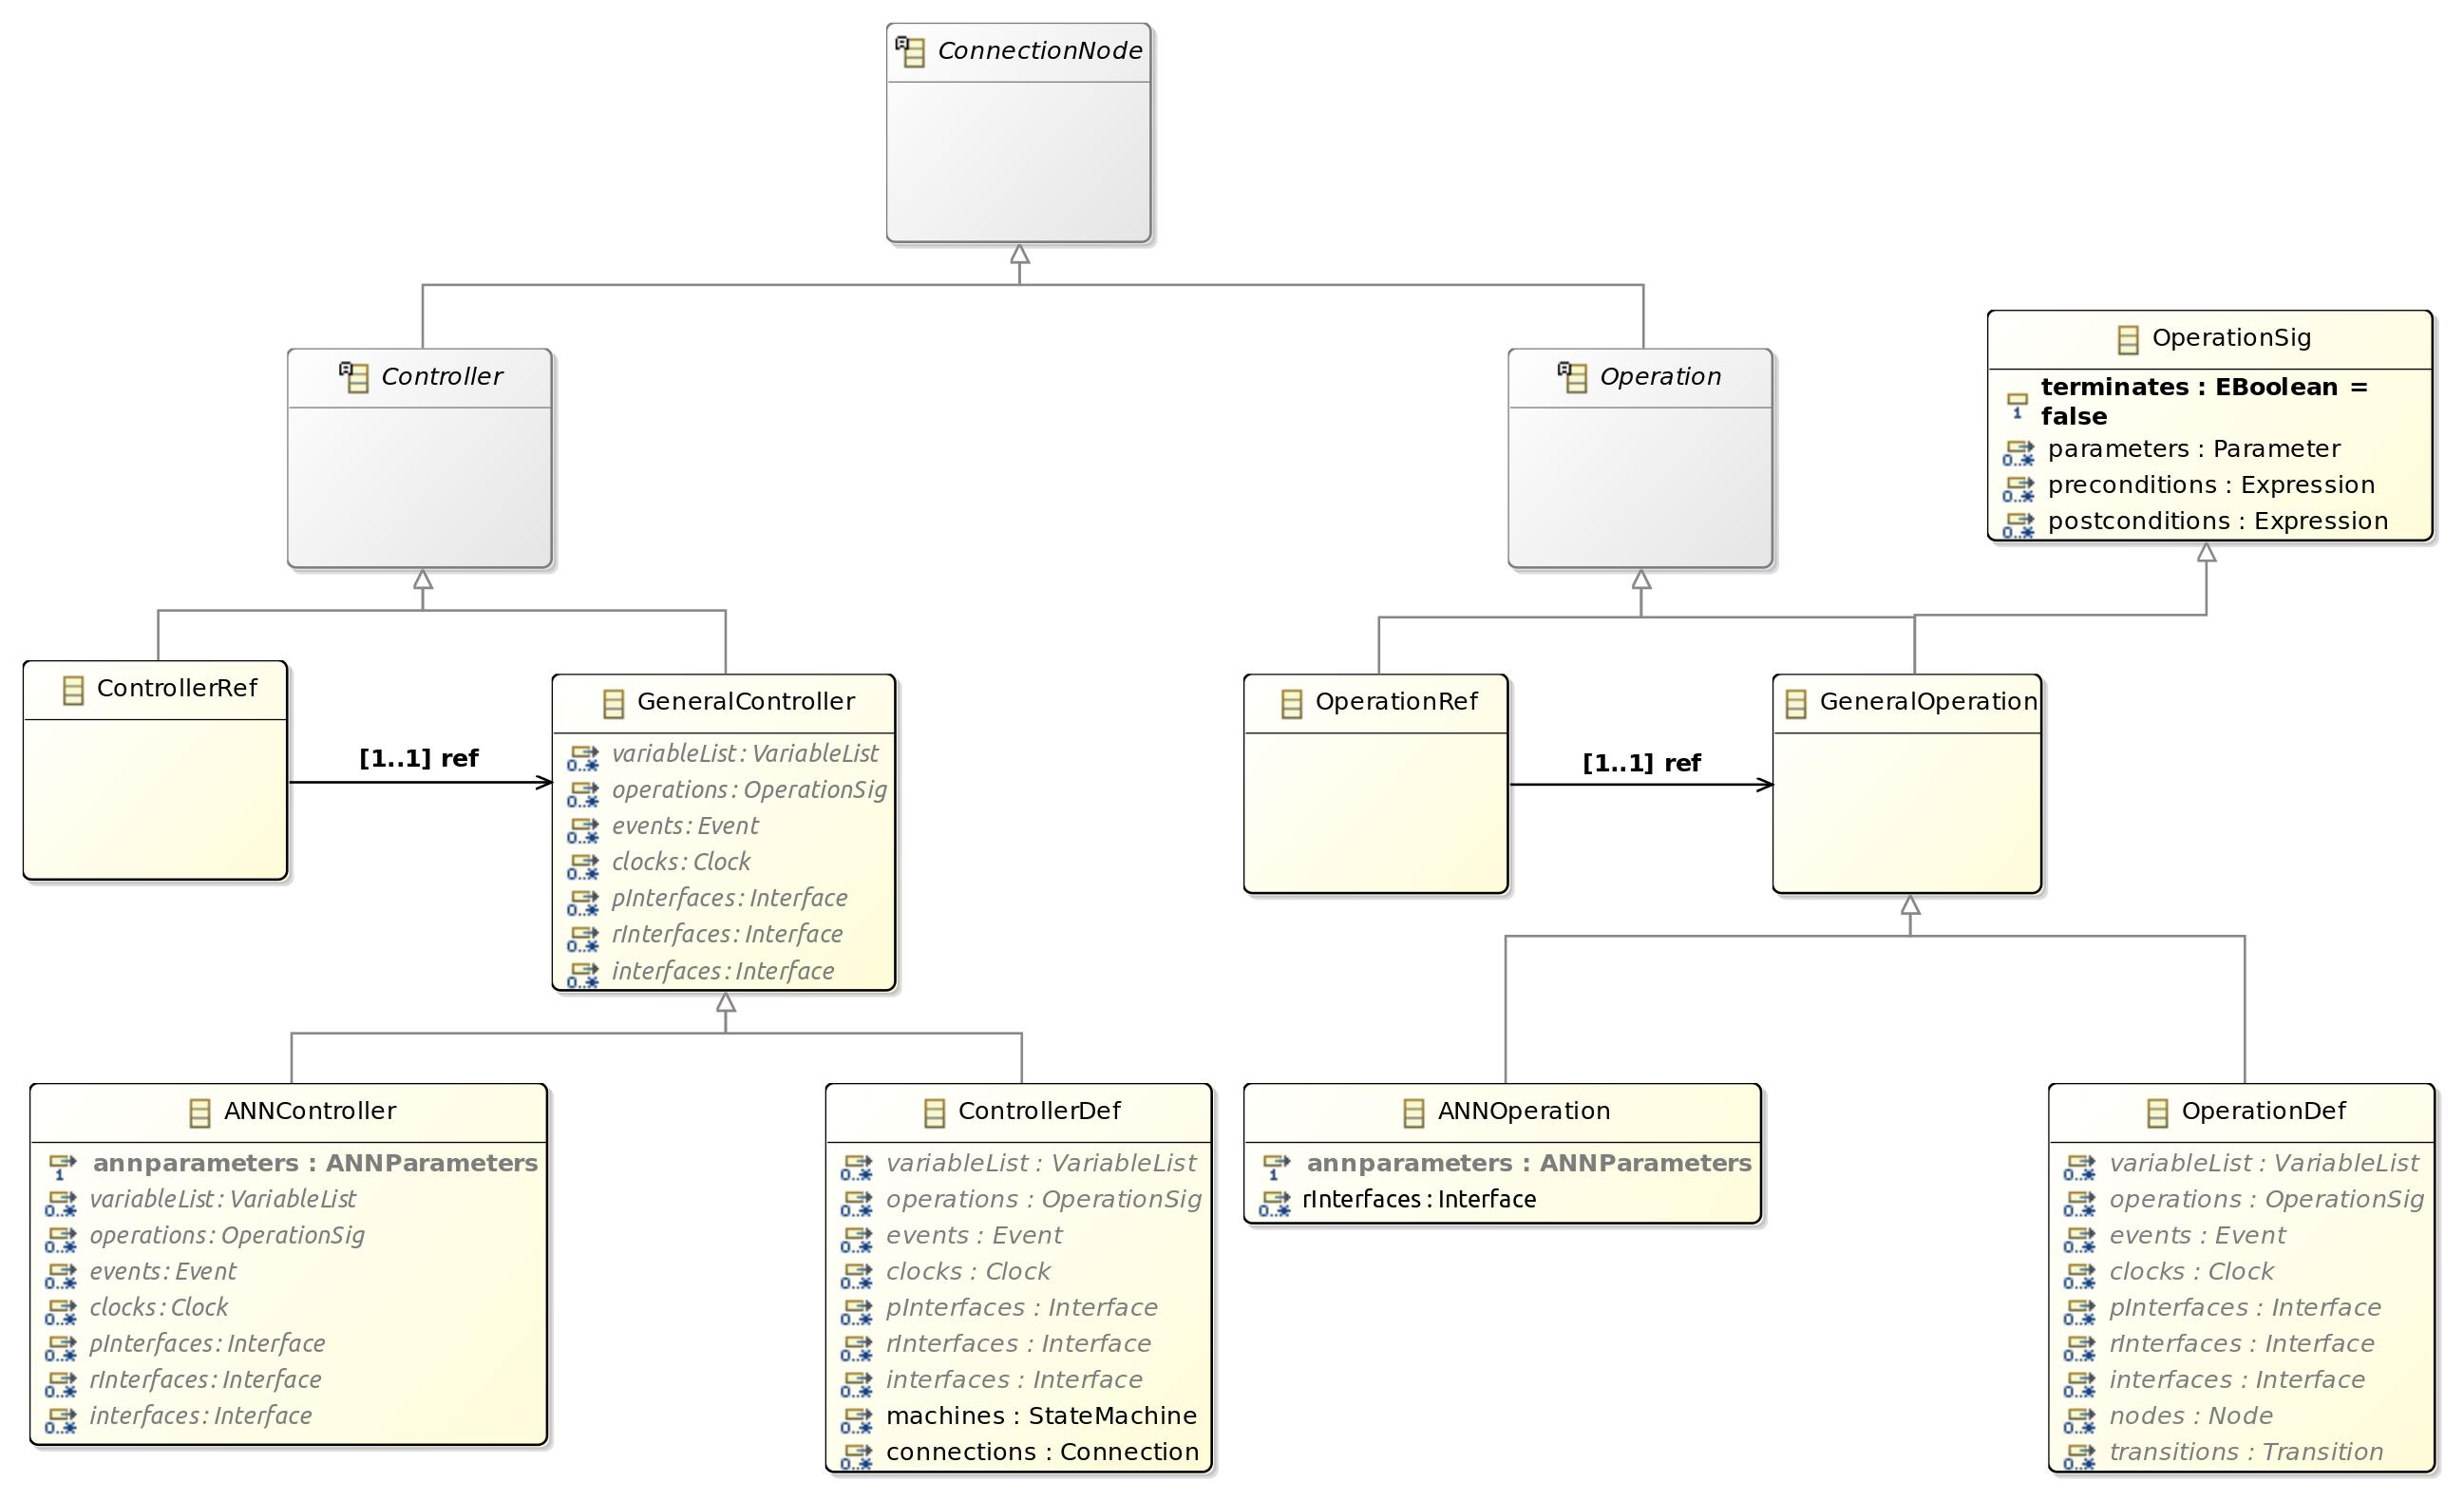 ConnectionNode
Controller
Operation
OperationSig
terminates : EBoolean =
false
1
parameters : Parameter
0..*
preconditions : Expression
0..*
postconditions : Expression
0..*
ControllerRef
[1..1] ref
GeneralController
variableList: VariableList
0..*
operations: OperationSig
0..*
events: Event
0..*
clocks: Clock
0..*
pInterfaces: Interface
0..*
rInterfaces: Interface
0..*
interfaces: Interface
0..*
OperationRef
[1..1] ref
GeneralOperation
ANNController
annparameters : ANNParameters
1
variableList: VariableList
0..*
operations: OperationSig
0..*
events: Event
0..*
clocks: Clock
0..*
pInterfaces: Interface
0..*
rInterfaces: Interface
0..*
interfaces: Interface
0..*
ControllerDef
variableList : VariableList
0..*
operations : OperationSig
0..*
events : Event
0..*
clocks : Clock
0..*
pInterfaces : Interface
0..*
rInterfaces : Interface
0..*
interfaces : Interface
0..*
machines : StateMachine
0..*
connections : Connection
0..*
ANNOperation
annparameters : ANNParameters
1
rInterfaces : Interface
0..*
OperationDef
variableList : VariableList
0..*
operations : OperationSig
0..*
events : Event
0..*
clocks : Clock
0..*
pInterfaces : Interface
0..*
rInterfaces : Interface
0..*
interfaces : Interface
0..*
nodes : Node
0..*
transitions : Transition
0..*